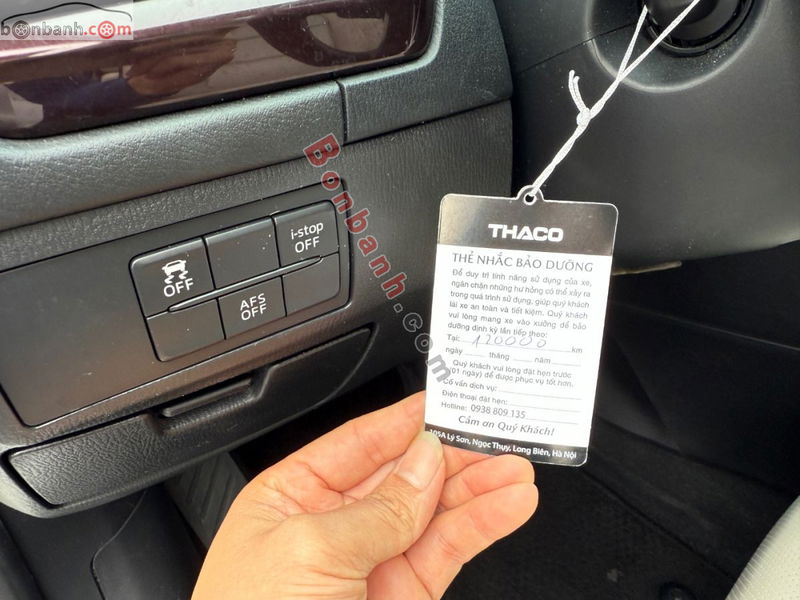 bonbanh.com
Bonbanh.com
OFF
i-stop
OFF
AFS
OFF
THACO
THẺ NHẮC BẢO DƯỠNG
Để duy trì tính năng sử dụng của xe,
ngăn chặn những hư hỏng có thể xảy ra
trong quá trình sử dụng, giúp quý khách
lái xe an toàn và tiết kiệm. Quý khách
vui lòng mang xe vào xưởng để bảo
dưỡng định kỳ lần tiếp theo:
Tại: 120000 km
ngày tháng năm
Quý khách vui lòng đặt hẹn trước
(01 ngày) để được phục vụ tốt hơn.
Cố vấn dịch vụ:
Điện thoại đặt hẹn:
Hotline: 0938 809 135
Cảm ơn Quý Khách!
105A Lý Sơn, Ngọc Thụy, Long Biên, Hà Nội